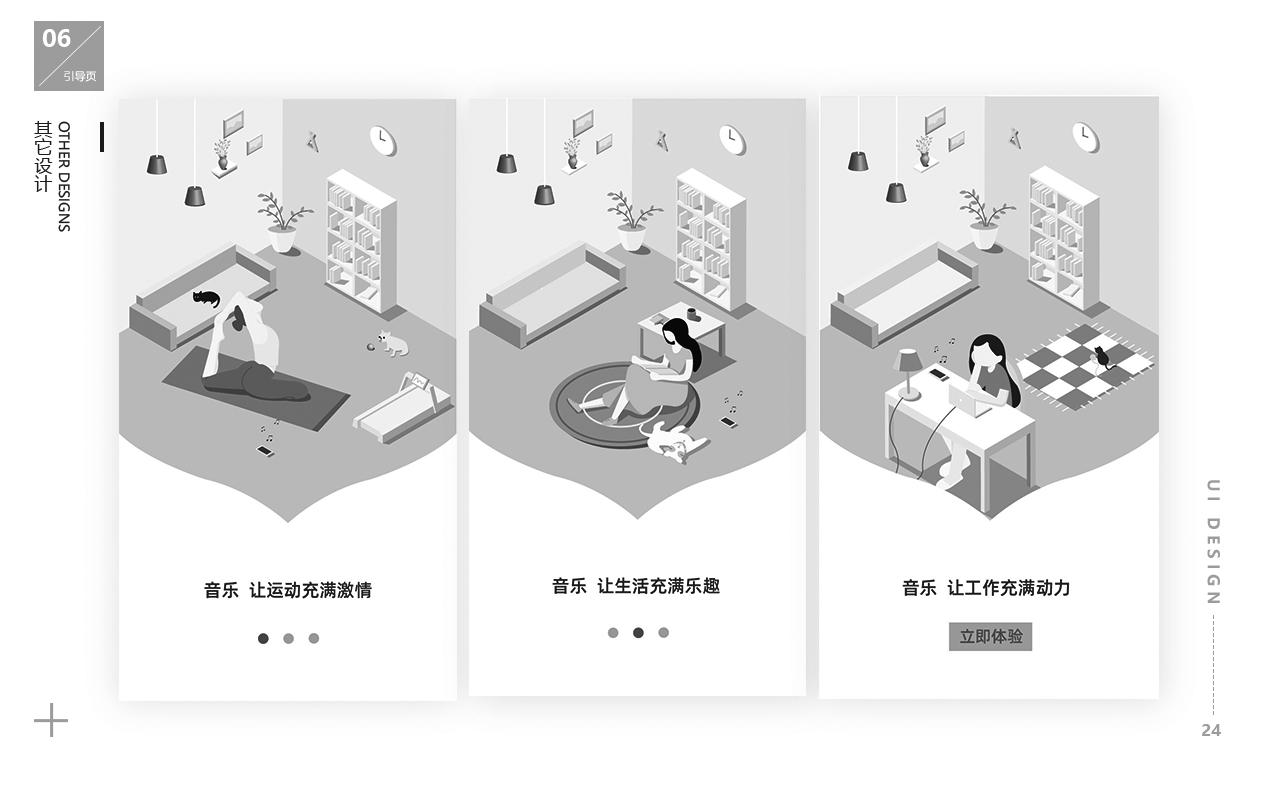 06
引导页
其它设计
OTHER DESIGNS
音乐 让运动充满激情
音乐 让生活充满乐趣
音乐 让工作充满动力
立即体验
UI DESIGN
24